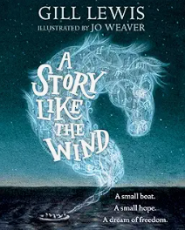 GILL LEWIS
ILLUSTRATED BY JO WEAVER
A
STORY
LIKE
THE
WIND
A small boat.
A small hope.
A dream of freedom.